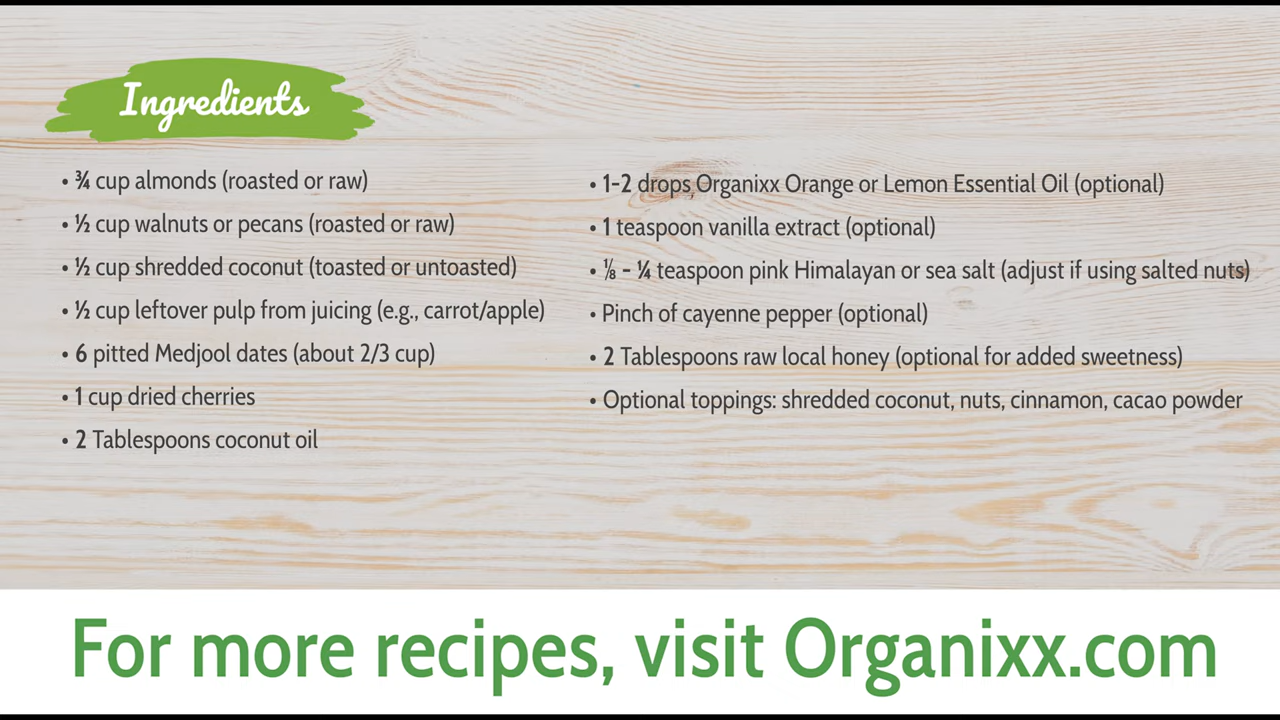 Ingredients
• ¾ cup almonds (roasted or raw)
• ½ cup walnuts or pecans (roasted or raw)
• ½ cup shredded coconut (toasted or untoasted)
• ½ cup leftover pulp from juicing (e.g., carrot/apple)
• 6 pitted Medjool dates (about 2/3 cup)
• 1 cup dried cherries
• 2 Tablespoons coconut oil
• 1-2 drops Organixx Orange or Lemon Essential Oil (optional)
• 1 teaspoon vanilla extract (optional)
• ⅛ - ¼ teaspoon pink Himalayan or sea salt (adjust if using salted nuts)
• Pinch of cayenne pepper (optional)
• 2 Tablespoons raw local honey (optional for added sweetness)
• Optional toppings: shredded coconut, nuts, cinnamon, cacao powder
For more recipes, visit Organixx.com